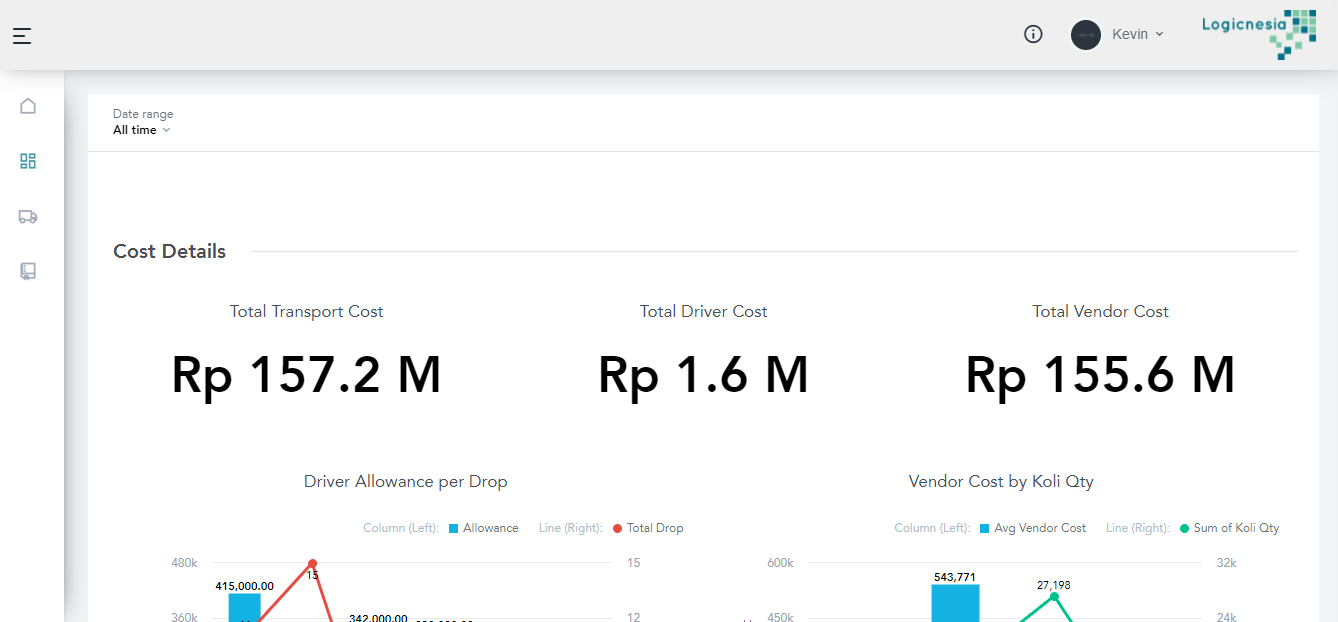 Kevin
Logicnesia
Date range
All time
Cost Details
Total Transport Cost
Total Driver Cost
Total Vendor Cost
Rp 157.2 M
Rp 1.6 M
Rp 155.6 M
Driver Allowance per Drop
Vendor Cost by Koli Qty
Column (Left): Allowance Line (Right): Total Drop
Column (Left): Avg Vendor Cost Line (Right): Sum of Koli Qty
480k
15
415,000.00
15
342,000.00
360k
12
600k
32k
543,771
27,198
450k
24k